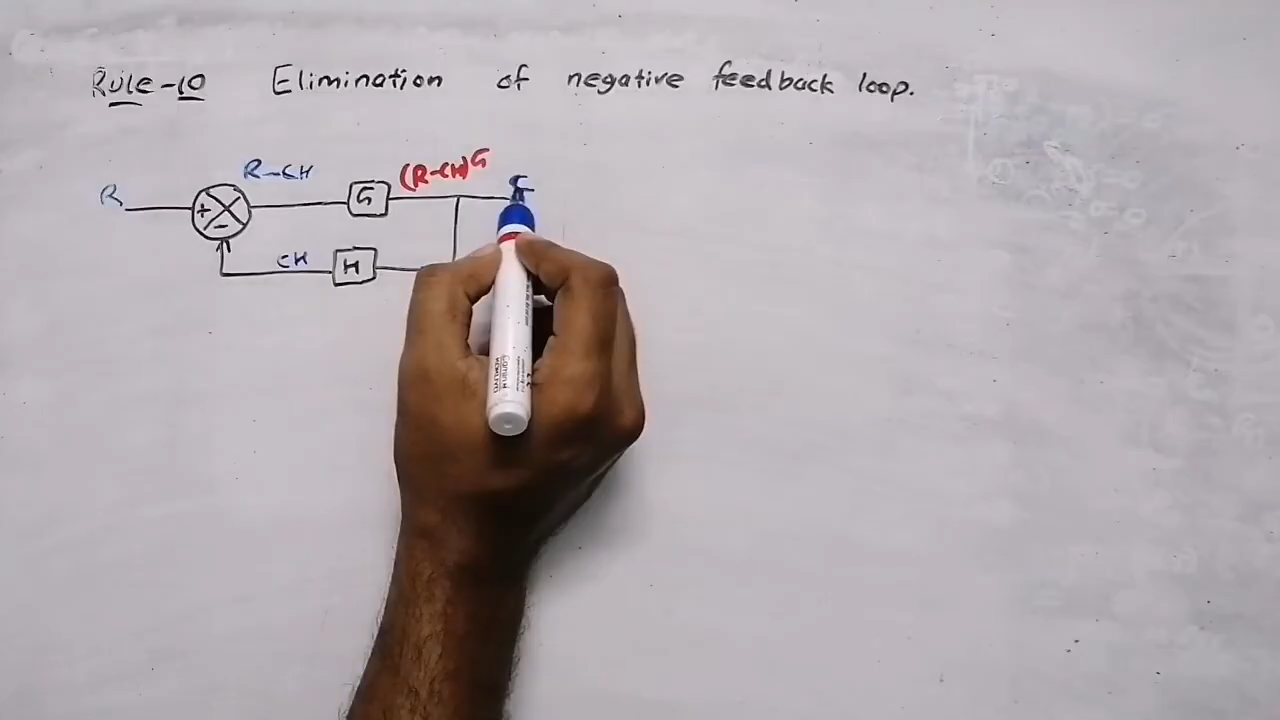 Rule-10 Elimination of negative feedback loop.
R R-CH G (R-CH)G C
+
-
CH H